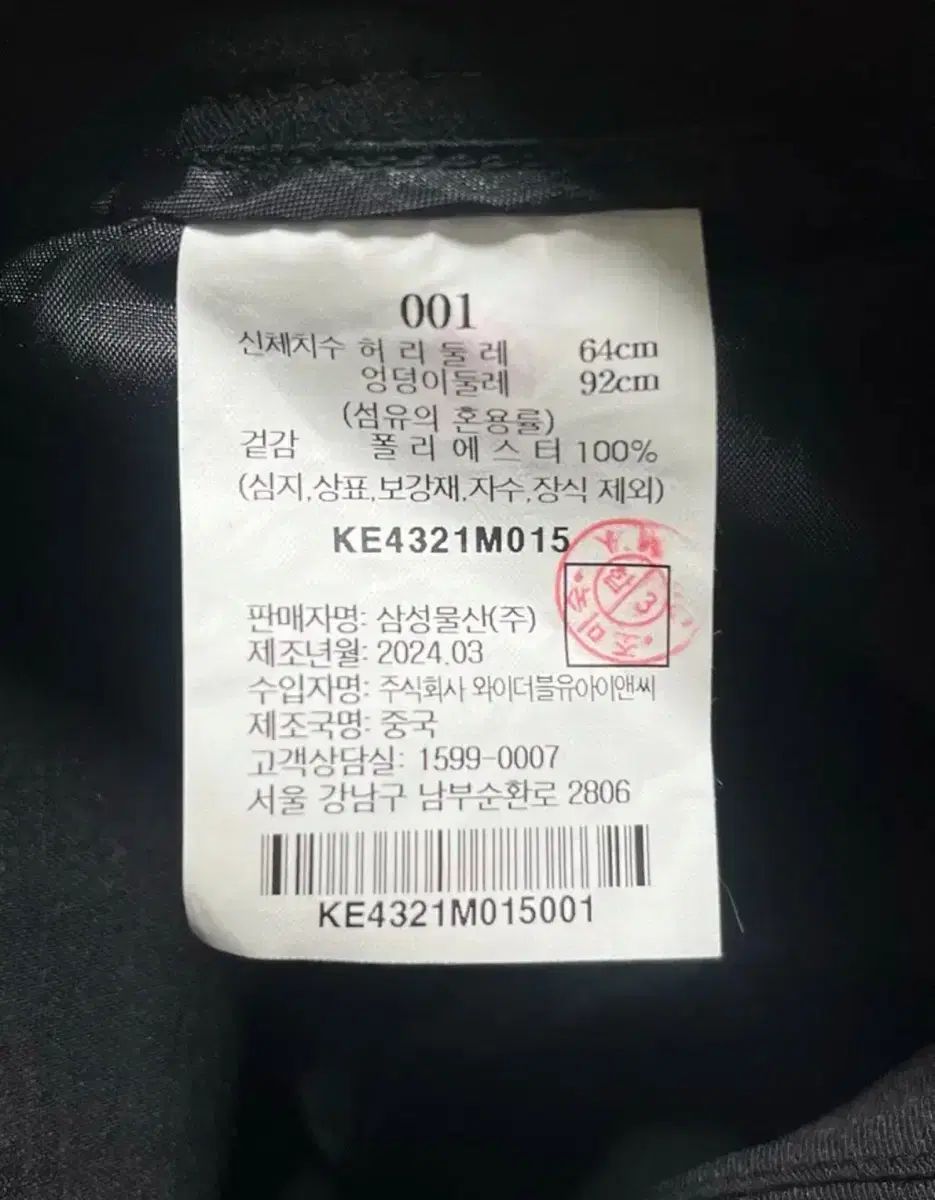 001
신체치수 허리둘레 64cm
엉덩이둘레 92cm
(섬유의 혼용률)
겉감 폴리에스터 100%
(심지,상표,보강재,자수,장식 제외)
KE4321M015
판매자명: 삼성물산(주)
제조년월: 2024.03
수입자명: 주식회사 와이더블유아이앤씨
제조국명: 중국
고객상담실: 1599-0007
서울 강남구 남부순환로 2806
KE4321M015001